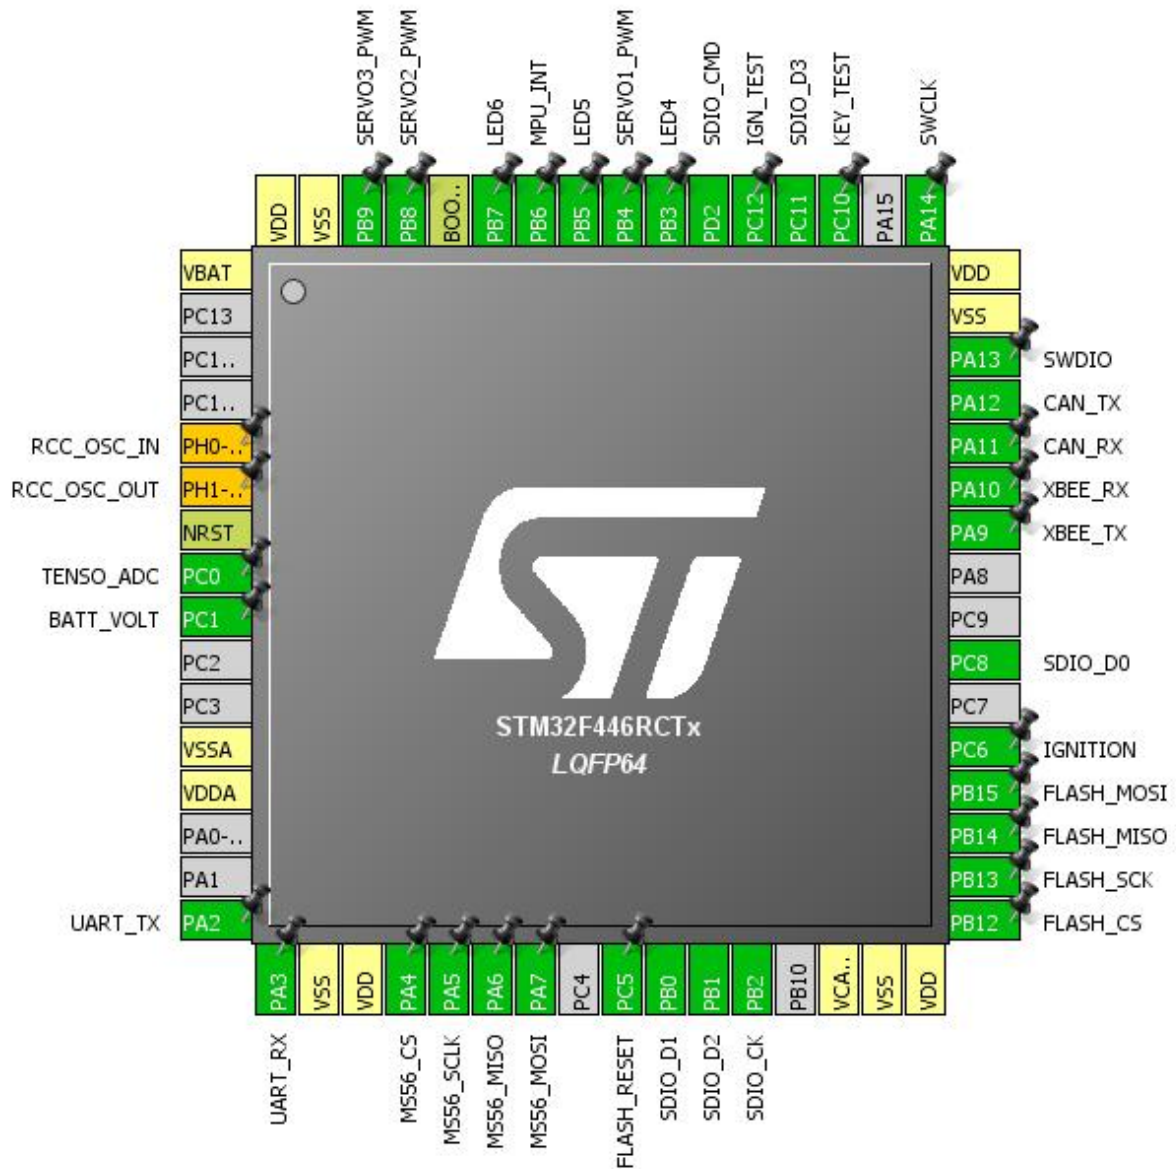 SERVO3_PWM
SERVO2_PWM
LED6
MPU_INT
LED5
SERVO1_PWM
LED4
SDIO_CMD
IGN_TEST
SDIO_D3
KEY_TEST
SWCLK
VDD
VSS
PB9
PB8
BOO..
PB7
PB6
PB5
PB4
PB3
PD2
PC12
PC11
PC10
PA15
PA14
VBAT
PC13
PC1..
PC1..
RCC_OSC_IN PH0-..
RCC_OSC_OUT PH1-..
NRST
TENSO_ADC PC0
BATT_VOLT PC1
PC2
PC3
VSSA
VDDA
PA0-..
PA1
UART_TX PA2
ST
STM32F446RCTx
LQFP64
VDD
VSS
PA13 SWDIO
PA12 CAN_TX
PA11 CAN_RX
PA10 XBEE_RX
PA9 XBEE_TX
PA8
PC9
PC8 SDIO_D0
PC7
PC6 IGNITION
PB15 FLASH_MOSI
PB14 FLASH_MISO
PB13 FLASH_SCK
PB12 FLASH_CS
PA3
VSS
VDD
PA4
PA5
PA6
PA7
PC4
PC5
PB0
PB1
PB2
PB10
VCA..
VSS
VDD
UART_RX
MS56_CS
MS56_SCLK
MS56_MISO
MS56_MOSI
FLASH_RESET
SDIO_D1
SDIO_D2
SDIO_CK